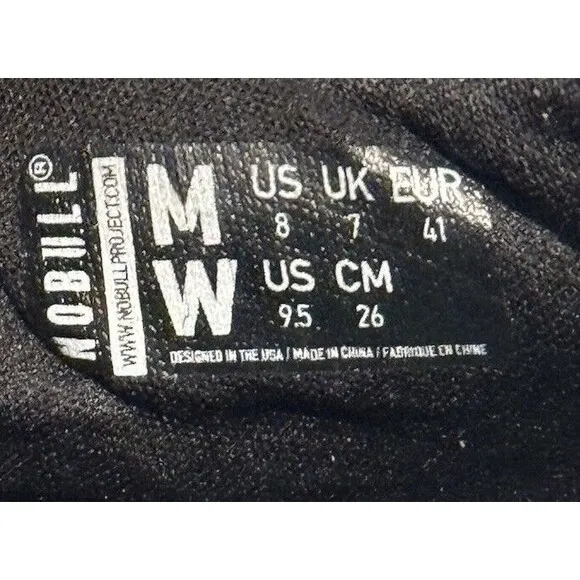 NOBULL®
WWW.NOBULLPROJECT.COM
M US UK EUR
8 7 41
W US CM
9.5 26
DESIGNED IN THE USA / MADE IN CHINA / FABRIQUE EN CHINE